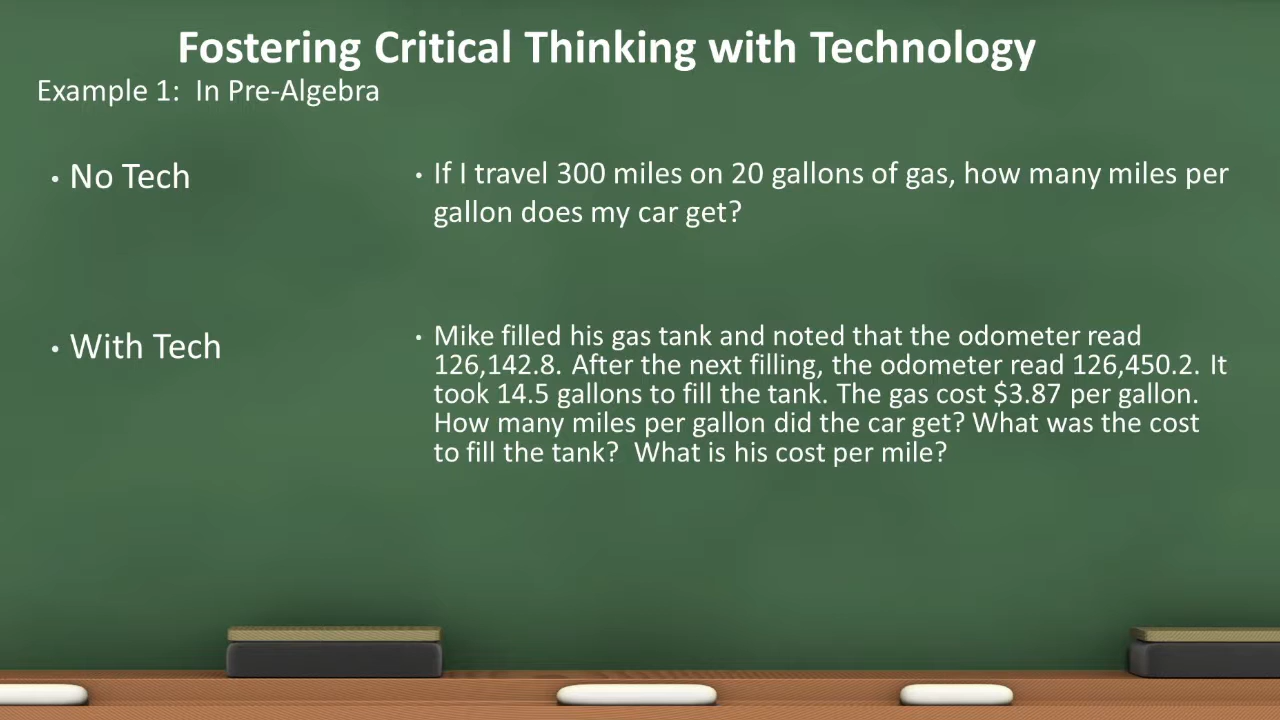 Fostering Critical Thinking with Technology
Example 1:  In Pre-Algebra
• No Tech
• If I travel 300 miles on 20 gallons of gas, how many miles per
gallon does my car get?
• With Tech
• Mike filled his gas tank and noted that the odometer read
126,142.8. After the next filling, the odometer read 126,450.2. It
took 14.5 gallons to fill the tank. The gas cost $3.87 per gallon.
How many miles per gallon did the car get? What was the cost
to fill the tank?  What is his cost per mile?